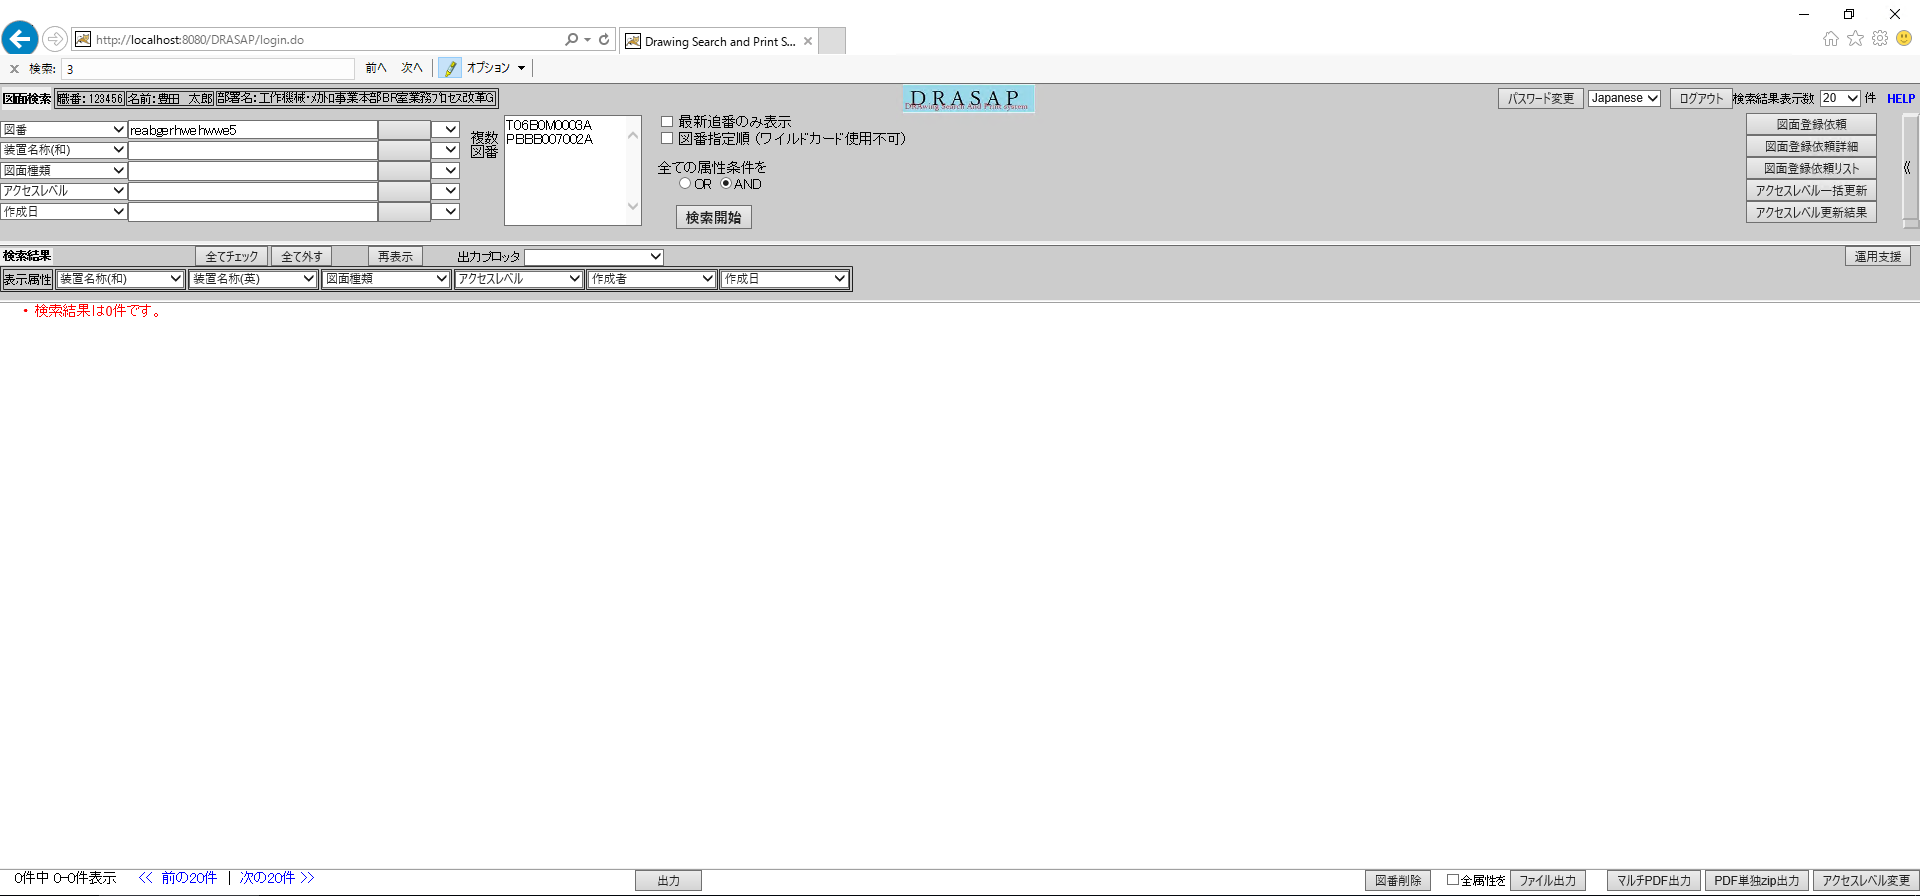 http://localhost:8080/DRASAP/login.do
Drawing Search and Print S...
検索: 3 前へ 次へ オプション
図面検索 職番:123456 名前:豊田 太郎 部署名:工作機械・メカトロ事業本部BR室業務プロセス改革G
DRASAP
DRAwing Search And Print system
パスワード変更 Japanese ログアウト 検索結果表示数 20 件 HELP
図番 reabgerhwehwwe5
装置名称(和)
図面種類
アクセスレベル
作成日
複数
図番
T06B0M0003A
PBBB007002A
最新追番のみ表示
図番指定順 (ワイルドカード使用不可)
全ての属性条件を
OR AND
検索開始
図面登録依頼
図面登録依頼詳細
図面登録依頼リスト
アクセスレベル一括更新
アクセスレベル更新結果
《
検索結果 全てチェック 全て外す 再表示 出力プロッタ 運用支援
表示属性 装置名称(和) 装置名称(英) 図面種類 アクセスレベル 作成者 作成日
・検索結果は0件です。
0件中 0-0件表示 << 前の20件 | 次の20件 >> 出力 図番削除 全属性を ファイル出力 マルチPDF出力 PDF単独zip出力 アクセスレベル変更